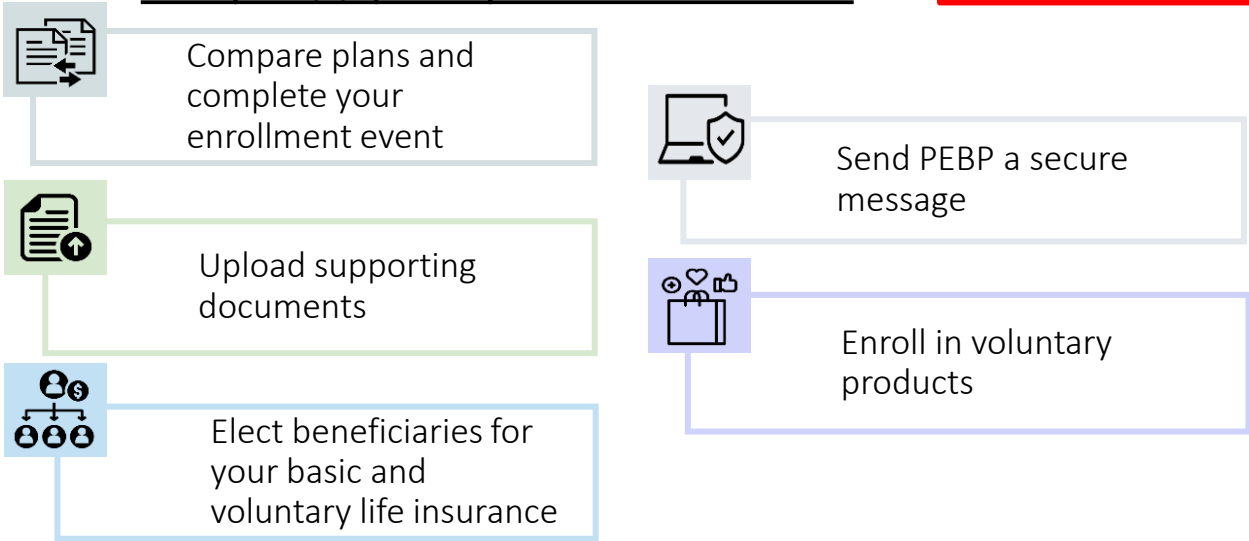 Compare plans and
complete your
enrollment event
Upload supporting
documents
Elect beneficiaries for
your basic and
voluntary life insurance
Send PEBP a secure
message
Enroll in voluntary
products